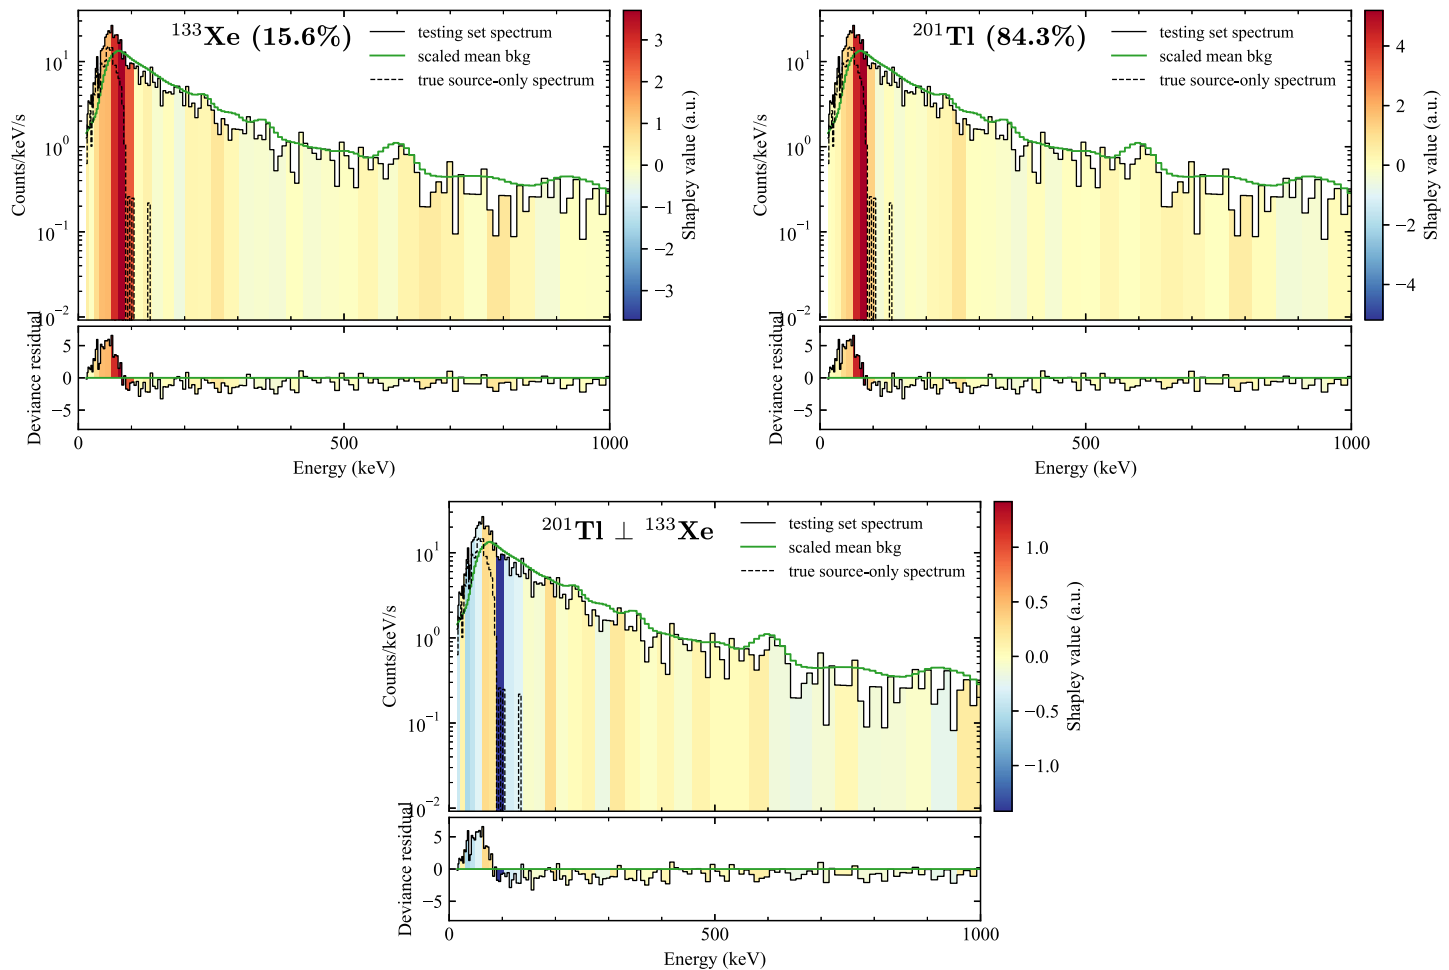 ¹³³Xe (15.6%)
testing set spectrum
scaled mean bkg
true source-only spectrum
Counts/keV/s
10¹
10⁰
10⁻¹
10⁻²
3
2
1
0
−1
−2
−3
Shapley value (a.u.)
Deviance residual
5
0
−5
0
500
1000
Energy (keV)
²⁰¹Tl (84.3%)
testing set spectrum
scaled mean bkg
true source-only spectrum
Counts/keV/s
10¹
10⁰
10⁻¹
10⁻²
4
2
0
−2
−4
Shapley value (a.u.)
Deviance residual
5
0
−5
0
500
1000
Energy (keV)
²⁰¹Tl ⊥ ¹³³Xe
testing set spectrum
scaled mean bkg
true source-only spectrum
Counts/keV/s
10¹
10⁰
10⁻¹
10⁻²
1.0
0.5
0.0
−0.5
−1.0
Shapley value (a.u.)
Deviance residual
5
0
−5
0
500
1000
Energy (keV)